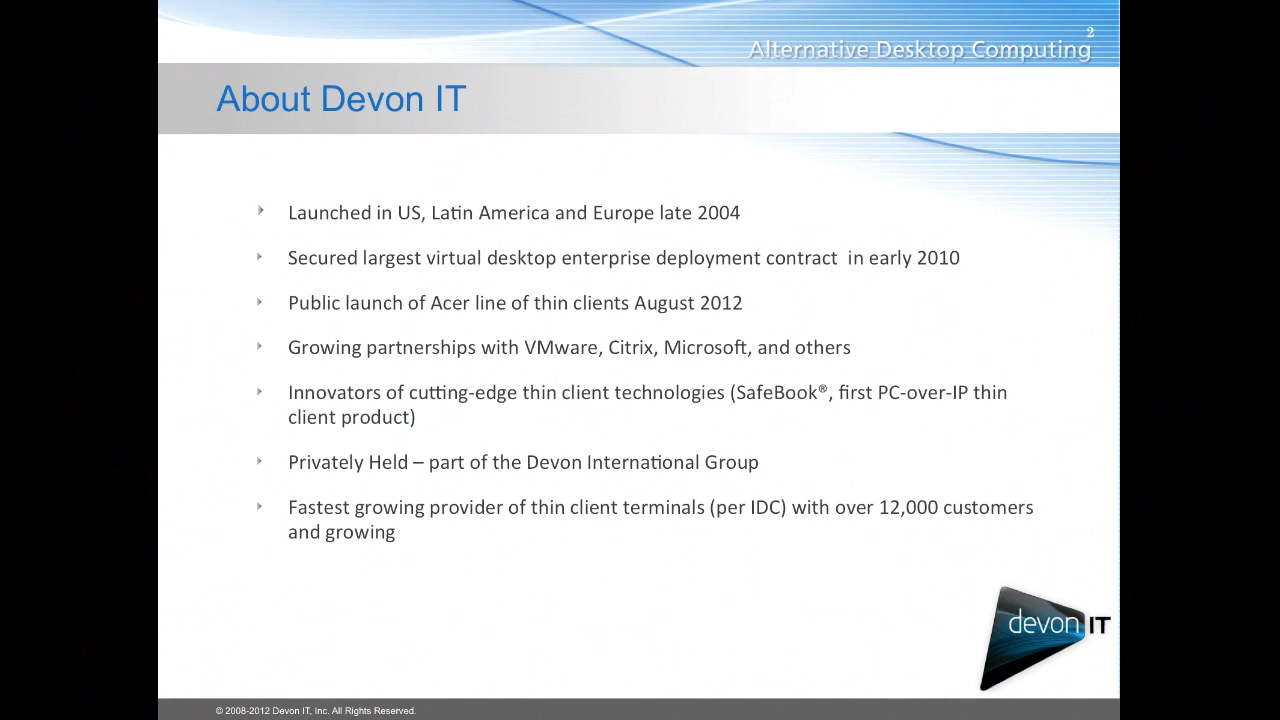 2
Alternative Desktop Computing
About Devon IT
Launched in US, Latin America and Europe late 2004
Secured largest virtual desktop enterprise deployment contract  in early 2010
Public launch of Acer line of thin clients August 2012
Growing partnerships with VMware, Citrix, Microsoft, and others
Innovators of cutting-edge thin client technologies (SafeBook®, first PC-over-IP thin
client product)
Privately Held – part of the Devon International Group
Fastest growing provider of thin client terminals (per IDC) with over 12,000 customers
and growing
devon IT
© 2008-2012 Devon IT, Inc. All Rights Reserved.